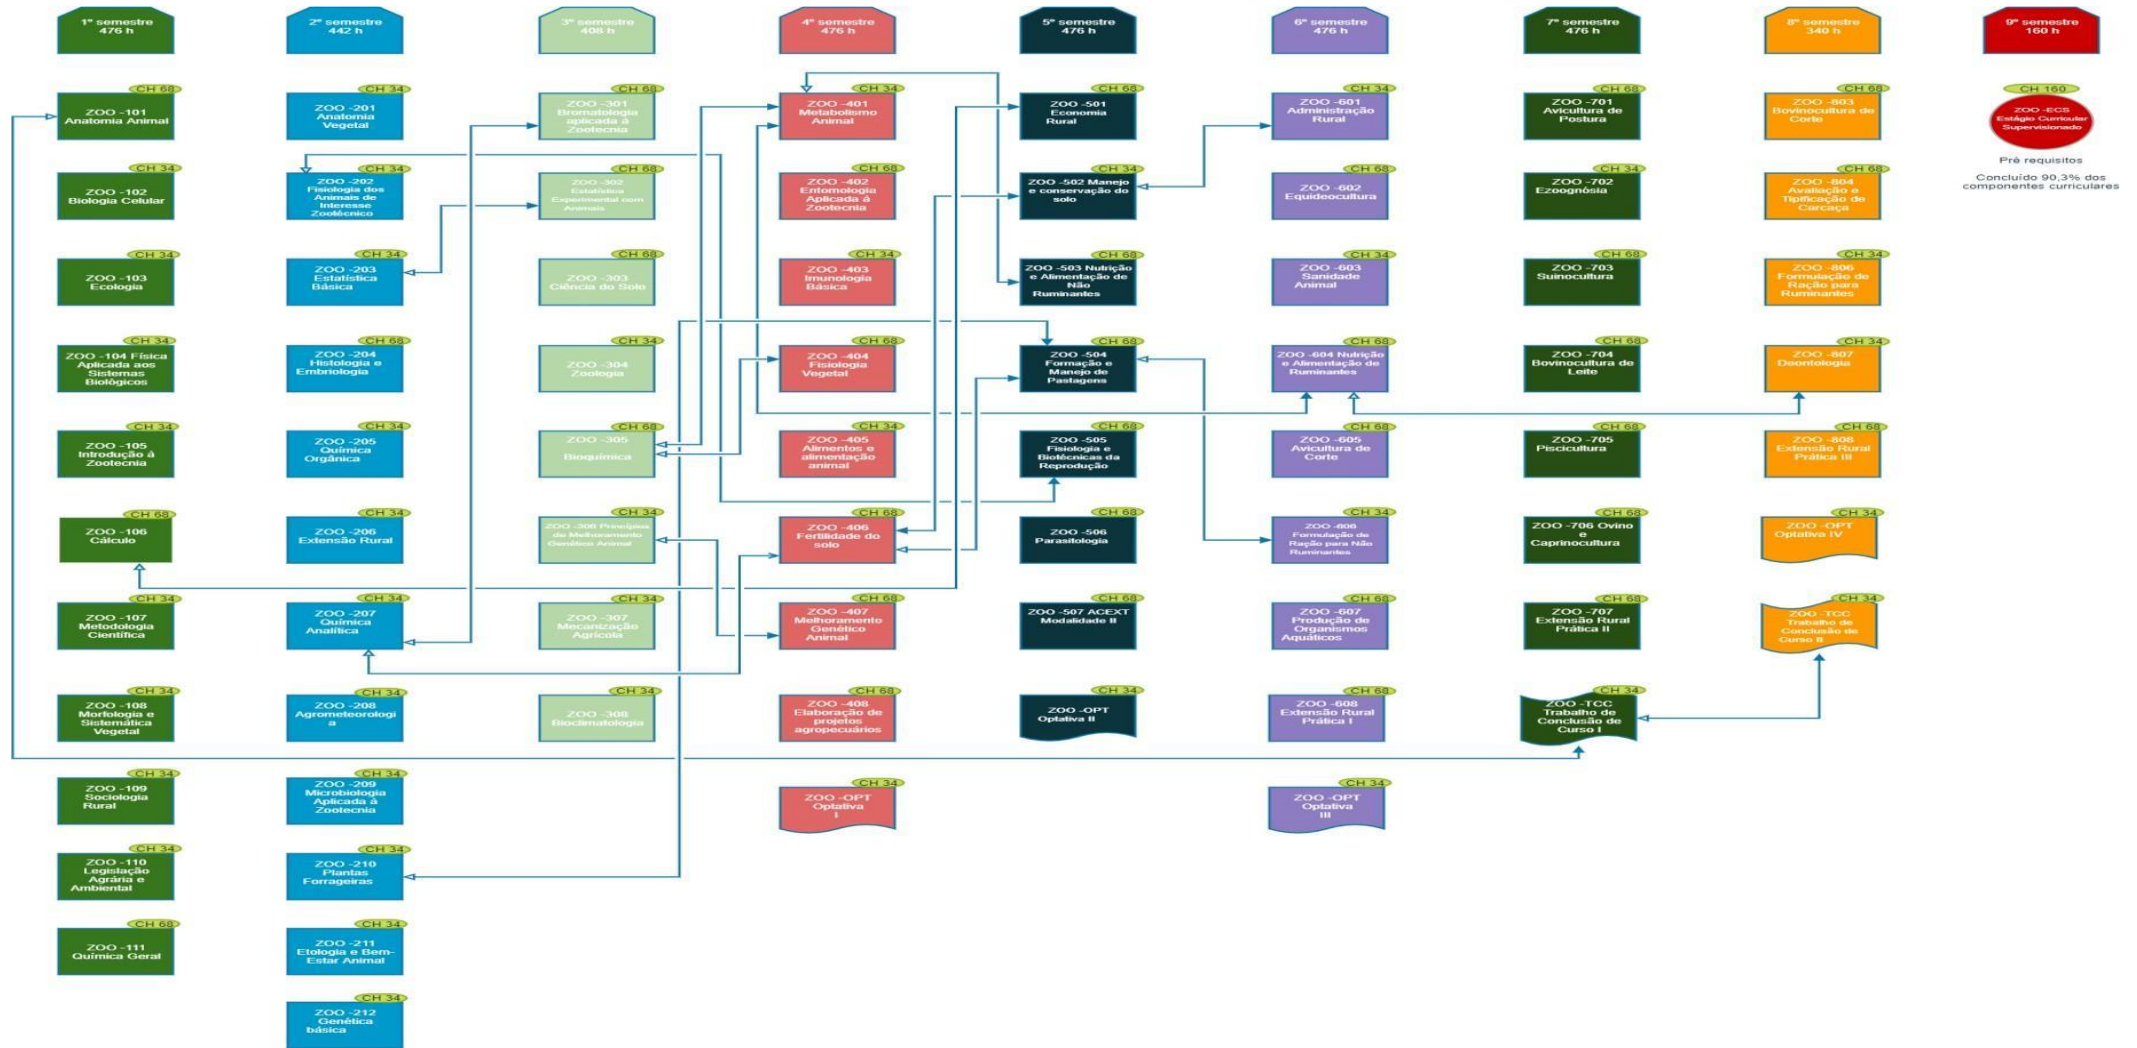 1º semestre
476 h
2º semestre
442 h
3º semestre
408 h
4º semestre
476 h
5º semestre
476 h
6º semestre
476 h
7º semestre
476 h
8º semestre
340 h
9º semestre
160 h
CH 68
ZOO -101
Anatomia Animal
CH 34
ZOO -102
Biologia Celular
CH 34
ZOO -103
Ecologia
CH 34
ZOO -104 Física
Aplicada aos
Sistemas
Biológicos
CH 34
ZOO -105
Introdução à
Zootecnia
CH 68
ZOO -106
Cálculo
CH 34
ZOO -107
Metodologia
Científica
CH 34
ZOO -108
Morfologia e
Sistemática
Vegetal
CH 34
ZOO -109
Sociologia
Rural
CH 34
ZOO -110
Legislação
Agrária e
Ambiental
CH 68
ZOO -111
Química Geral
CH 34
ZOO -201
Anatomia
Vegetal
CH 34
ZOO -202
Fisiologia dos
Animais de
Interesse
Zootécnico
CH 34
ZOO -203
Estatística
Básica
CH 68
ZOO -204
Histologia e
Embriologia
CH 34
ZOO -205
Química
Orgânica
CH 34
ZOO -206
Extensão Rural
CH 34
ZOO -207
Química
Analítica
CH 34
ZOO -208
Agrometeorologi
a
CH 34
ZOO -209
Microbiologia
Aplicada à
Zootecnia
CH 34
ZOO -210
Plantas
Forrageiras
CH 34
ZOO -211
Etologia e Bem-
Estar Animal
CH 34
ZOO -212
Genética
básica
CH 68
ZOO -301
Bromatologia
aplicada à
Zootecnia
CH 68
ZOO -302
Estatística
Experimental com
Animais
CH 68
ZOO -303
Ciência do Solo
CH 34
ZOO -304
Zoologia
CH 68
ZOO -305
Bioquímica
CH 34
ZOO -306 Princípios
de Melhoramento
Genético Animal
CH 34
ZOO -307
Mecanização
Agrícola
CH 34
ZOO -308
Bioclimatologia
CH 34
ZOO -401
Metabolismo
Animal
CH 68
ZOO -402
Entomologia
Aplicada à
Zootecnia
CH 34
ZOO -403
Imunologia
Básica
CH 68
ZOO -404
Fisiologia
Vegetal
CH 34
ZOO -405
Alimentos e
alimentação
animal
CH 68
ZOO -406
Fertilidade do
solo
CH 68
ZOO -407
Melhoramento
Genético
Animal
CH 68
ZOO -408
Elaboração de
projetos
agropecuários
CH 34
ZOO -OPT
Optativa
I
CH 68
ZOO -501
Economia
Rural
CH 34
ZOO -502 Manejo
e conservação do
solo
CH 68
ZOO -503 Nutrição
e Alimentação de
Não
Ruminantes
CH 68
ZOO -504
Formação e
Manejo de
Pastagens
CH 68
ZOO -505
Fisiologia e
Biotécnicas da
Reprodução
CH 68
ZOO -506
Parasitologia
CH 68
ZOO -507 ACEXT
Modalidade II
CH 34
ZOO -OPT
Optativa II
CH 34
ZOO -601
Administração
Rural
CH 68
ZOO -602
Equideocultura
CH 34
ZOO -603
Sanidade
Animal
CH 68
ZOO -604 Nutrição
e Alimentação de
Ruminantes
CH 68
ZOO -605
Avicultura de
Corte
CH 34
ZOO -606
Formulação de
Ração para Não
Ruminantes
CH 68
ZOO -607
Produção de
Organismos
Aquáticos
CH 68
ZOO -608
Extensão Rural
Prática I
CH 34
ZOO -OPT
Optativa
III
CH 68
ZOO -701
Avicultura de
Postura
CH 34
ZOO -702
Ezoognósia
CH 68
ZOO -703
Suinocultura
CH 68
ZOO -704
Bovinocultura de
Leite
CH 68
ZOO -705
Piscicultura
CH 68
ZOO -706 Ovino
e
Caprinocultura
CH 68
ZOO -707
Extensão Rural
Prática II
CH 34
ZOO -TCC
Trabalho de
Conclusão de
Curso I
CH 68
ZOO -803
Bovinocultura de
Corte
CH 68
ZOO -804
Avaliação e
Tipificação de
Carcaça
CH 34
ZOO -806
Formulação de
Ração para
Ruminantes
CH 34
ZOO -807
Deontologia
CH 68
ZOO -808
Extensão Rural
Prática III
CH 34
ZOO -OPT
Optativa IV
CH 34
ZOO -TCC
Trabalho de
Conclusão de
Curso II
CH 160
ZOO -ECS
Estágio Curricular
Supervisionado
Pré requisitos
Concluído 90,3% dos
componentes curriculares